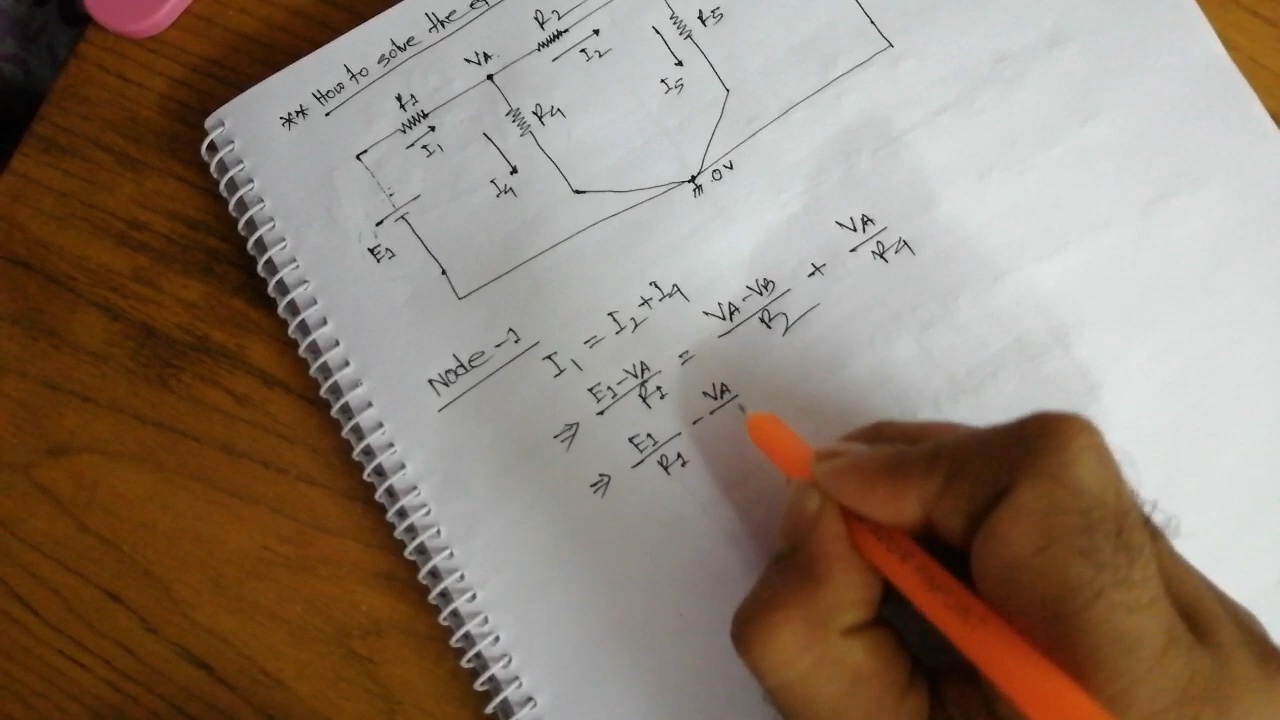 ** How to solve the
R1
I1
VA
R2
I2
R4
I4
R5
I5
E1
0V
Node-1
I1 = I2 + I4
⇒ E1-VA/R1 = VA-VB/R2 + VA/R4
⇒ E1/R1 - VA/